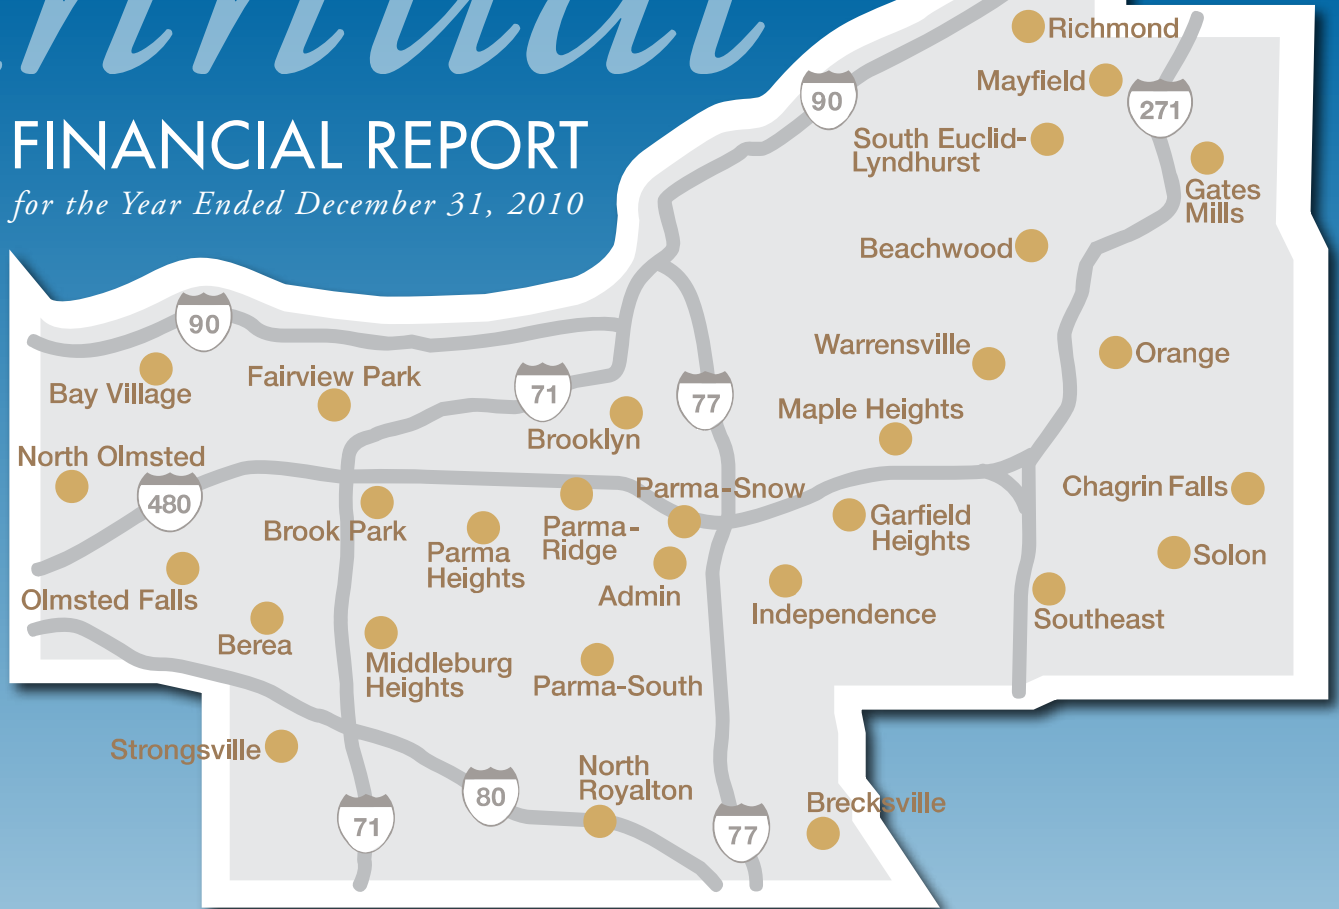 Annual
FINANCIAL REPORT
for the Year Ended December 31, 2010
Richmond
Mayfield
90
271
South Euclid-
Lyndhurst
Gates
Mills
Beachwood
90
Warrensville
Orange
Bay Village
Fairview Park
71
77
Maple Heights
Brooklyn
North Olmsted
480
Parma-Snow
Chagrin Falls
Brook Park
Parma
Heights
Parma-
Ridge
Garfield
Heights
Solon
Olmsted Falls
Admin
Independence
Southeast
Berea
Middleburg
Heights
Parma-South
Strongsville
North
Royalton
80
71
77
Brecksville